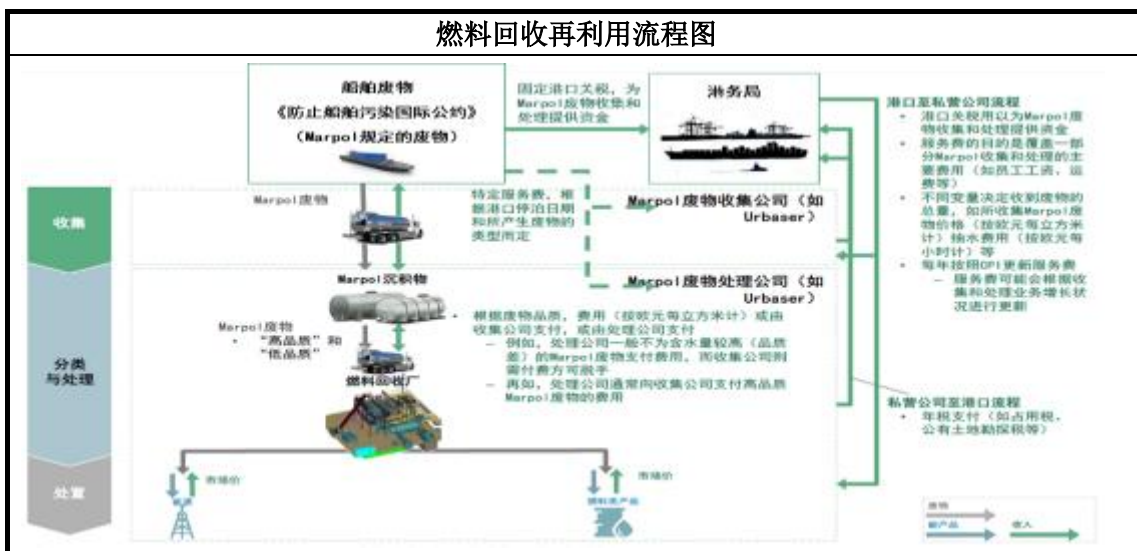 燃料回收再利用流程图
船舶废物
《防止船舶污染国际公约》
（Marpol规定的废物）
固定港口关税，为
Marpol废物收集和
处理提供资金
港务局
收集
Marpol废物
特定服务费，根
据港口停泊日期
和所产生废物的
类型而定
Marpol废物收集公司（如
Urbaser）
分类
与处理
Marpol沉积物
Marpol废物处理公司（如
Urbaser）
Marpol废物
• “高品质”和
“低品质”
燃料回收厂
• 根据废物品质，费用（按欧元每立方米计）或由
收集公司支付，或由处理公司支付
– 例如，处理公司一般不为含水量较高（品质
差）的Marpol废物支付费用，而收集公司则
需付费方可脱手
– 再如，处理公司通常向收集公司支付高品质
Marpol废物的费用
处置
市场价
能源
市场价
燃料类产品
港口至私营公司流程
• 港口关税用以为Marpol废
物收集和处理提供资金
• 服务费的目的是覆盖一部
分Marpol收集和处理的主
要费用（如员工工资、运
费等）
• 不同变量决定收到废物的
总量，如所收集Marpol废
物价格（按欧元每立方米
计）抽水费用（按欧元每
小时计）等
• 每年按照CPI更新服务费
– 服务费可能会根据收
集和处理业务增长状
况进行更新
私营公司至港口流程
• 年税支付（如占用税、
公有土地勘探税等）
废物
副产品
收入